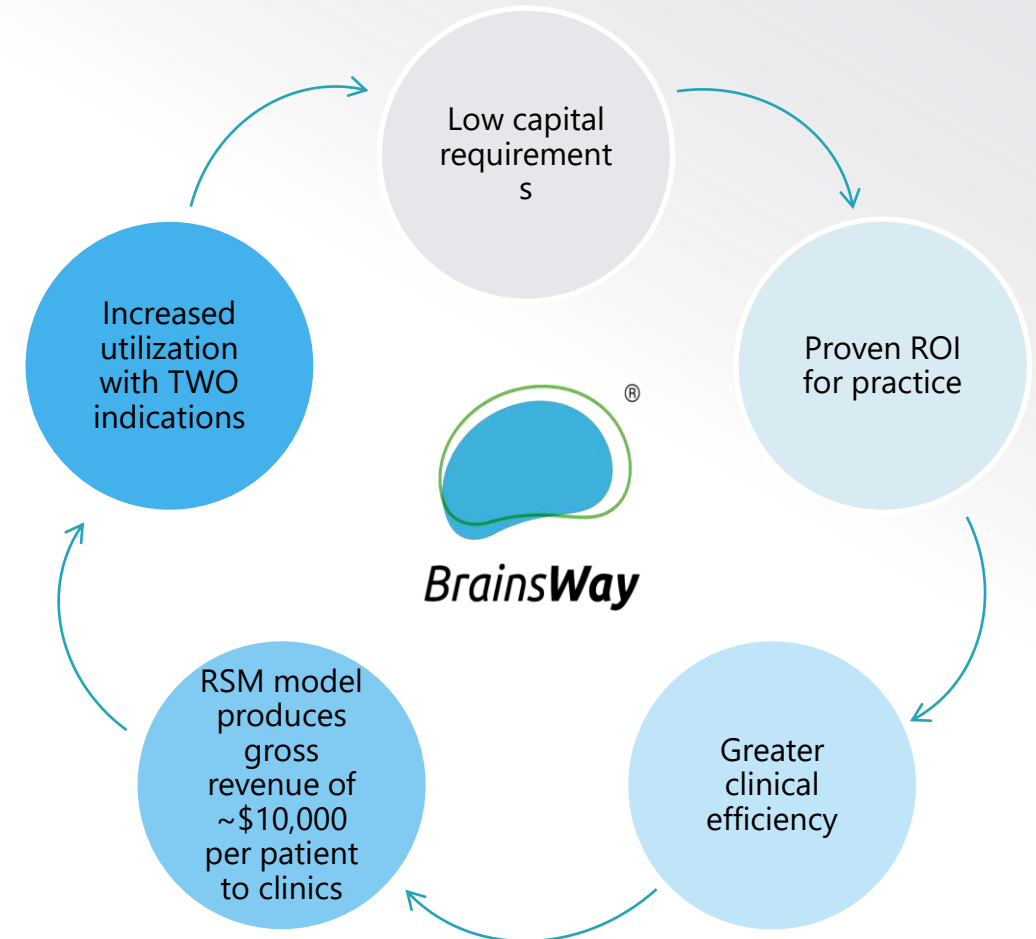 Low capital
requirement
s
Proven ROI
for practice
Greater
clinical
efficiency
RSM model
produces
gross
revenue of
~$10,000
per patient
to clinics
Increased
utilization
with TWO
indications
®
BrainsWay